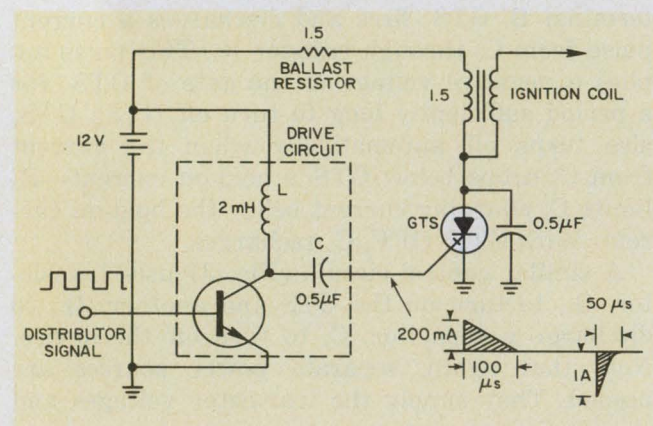 1.5
BALLAST
RESISTOR
1.5
IGNITION COIL
12 V
DRIVE
CIRCUIT
L
2 mH
C
0.5μF
GTS
0.5μF
DISTRIBUTOR
SIGNAL
200 mA
100
μs
50 μs
1A